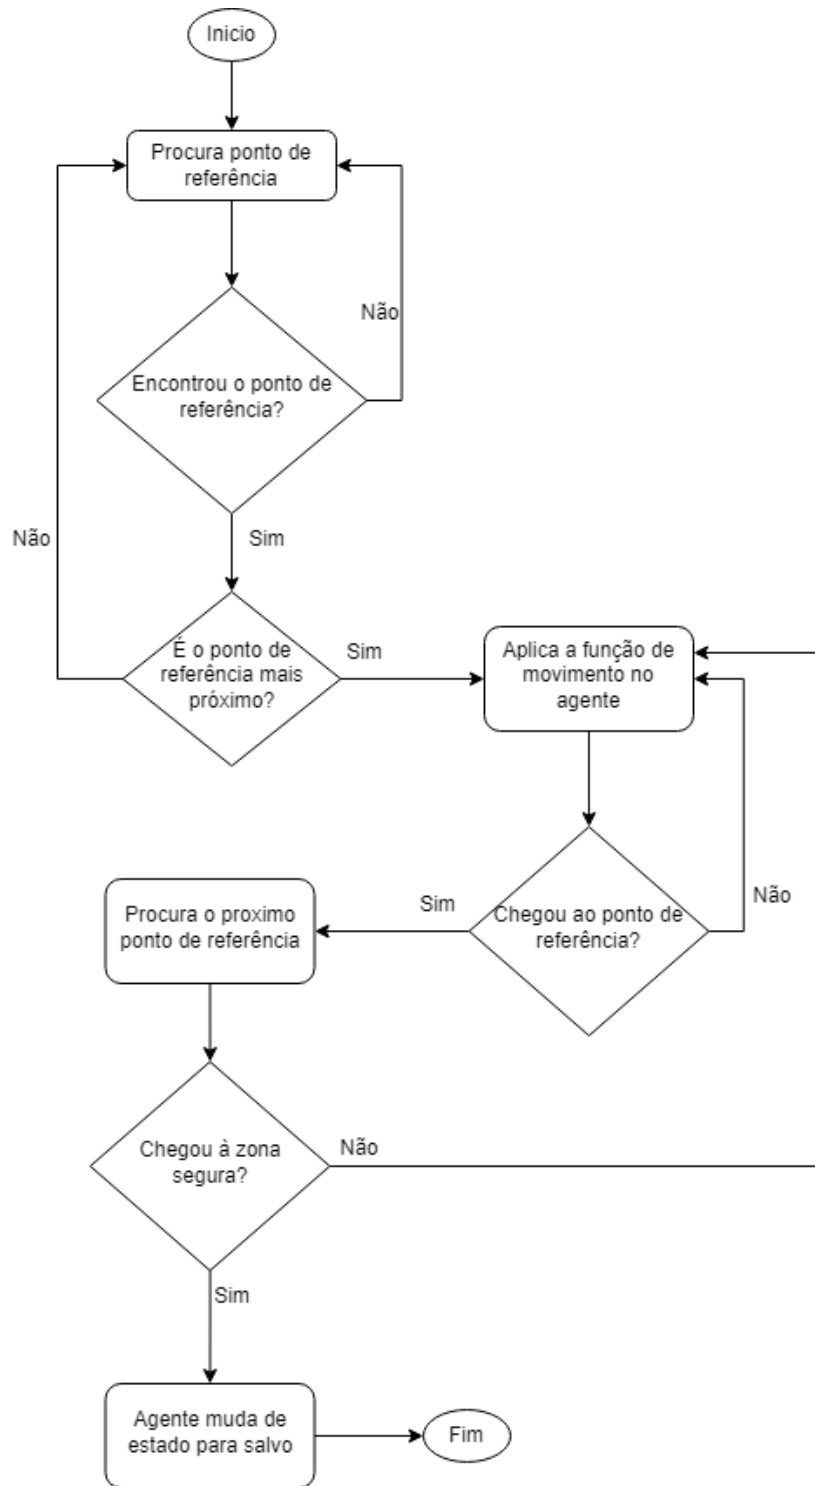 Inicio
Procura ponto de
referência
Não
Encontrou o ponto de
referência?
Não
Sim
É o ponto de
referência mais
próximo?
Sim
Aplica a função de
movimento no
agente
Procura o proximo
ponto de referência
Sim
Chegou ao ponto de
referência?
Não
Chegou à zona
segura?
Não
Sim
Agente muda de
estado para salvo
Fim